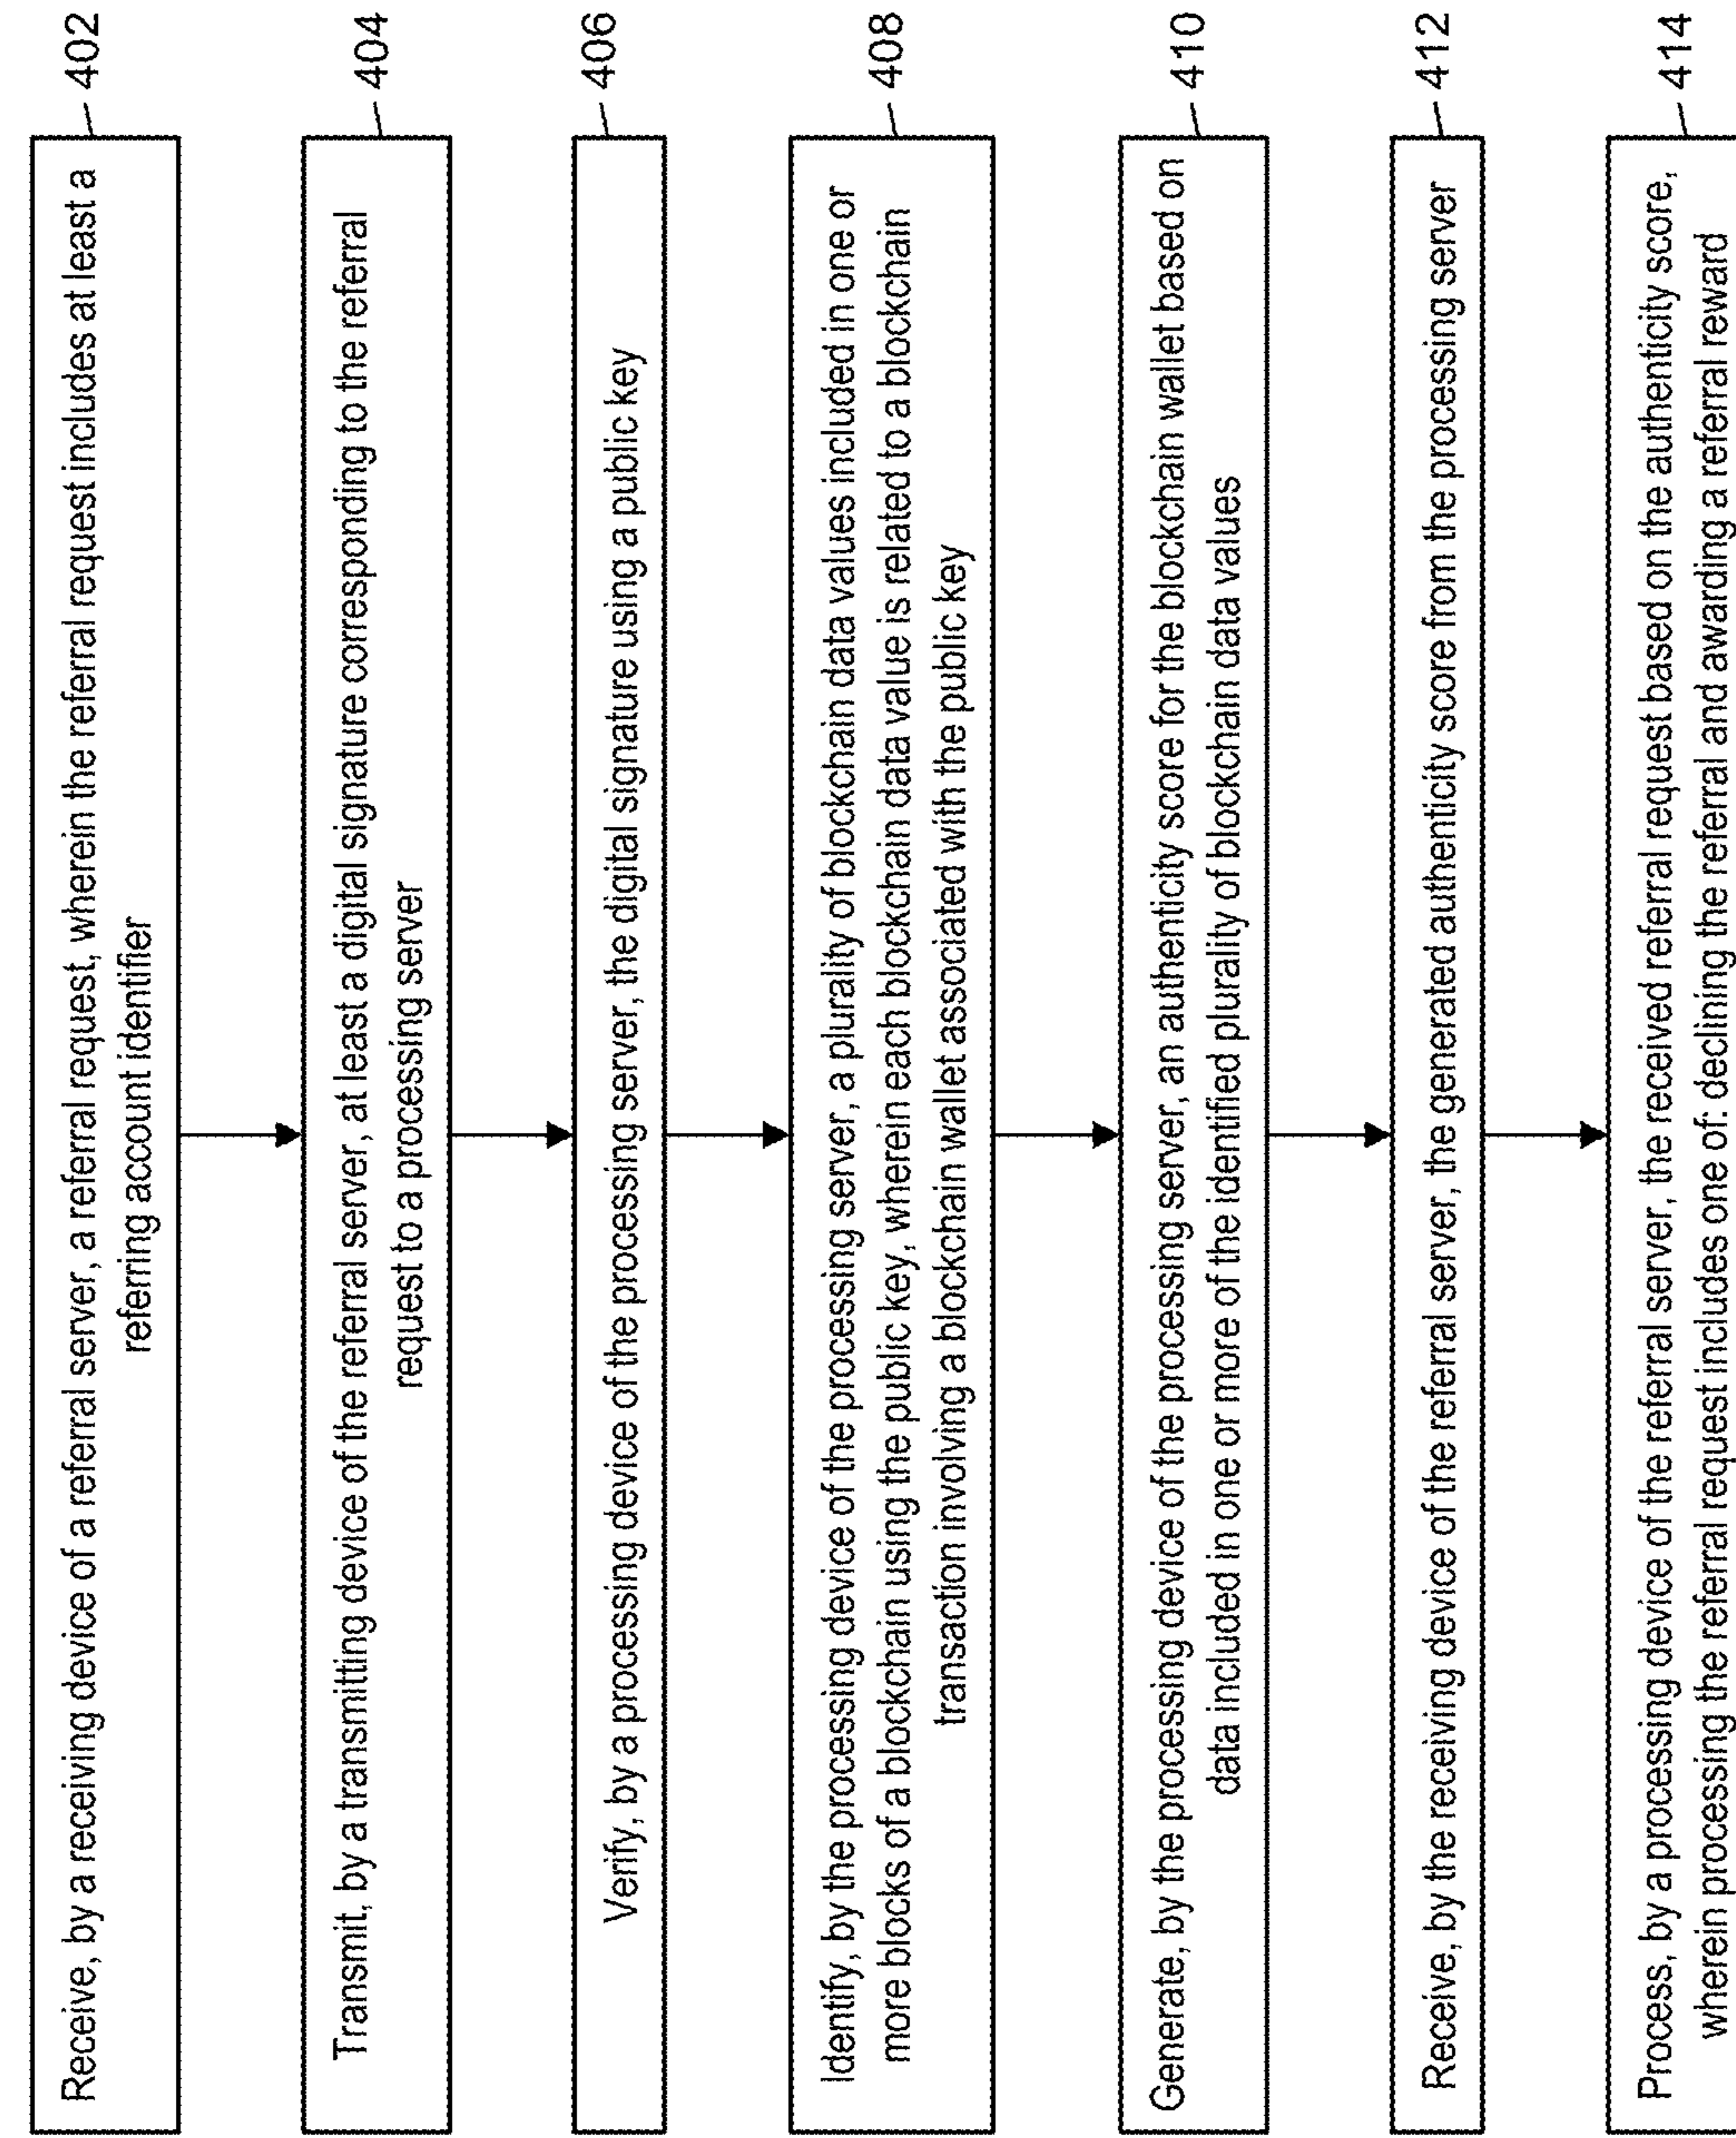 Receive, by a receiving device of a referral server, a referral request, wherein the referral request includes at least a
referring account identifier
402
Transmit, by a transmitting device of the referral server, at least a digital signature corresponding to the referral
request to a processing server
404
Verify, by a processing device of the processing server, the digital signature using a public key
406
Identify, by the processing device of the processing server, a plurality of blockchain data values included in one or
more blocks of a blockchain using the public key, wherein each blockchain data value is related to a blockchain
transaction involving a blockchain wallet associated with the public key
408
Generate, by the processing device of the processing server, an authenticity score for the blockchain wallet based on
data included in one or more of the identified plurality of blockchain data values
410
Receive, by the receiving device of the referral server, the generated authenticity score from the processing server
412
Process, by a processing device of the referral server, the received referral request based on the authenticity score,
wherein processing the referral request includes one of: declining the referral and awarding a referral reward
414